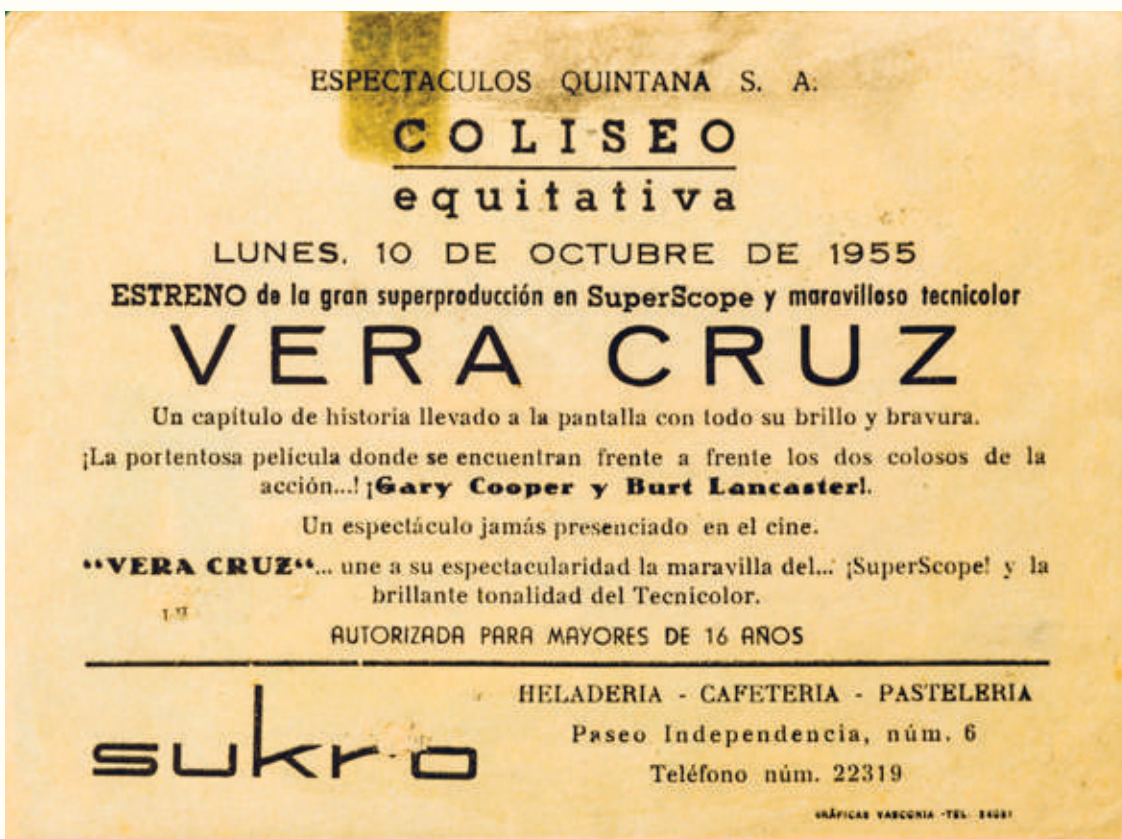 ESPECTACULOS QUINTANA S. A.
COLISEO
equitativa
LUNES, 10 DE OCTUBRE DE 1955
ESTRENO de la gran superproducción en SuperScope y maravilloso tecnicolor
VERA CRUZ
Un capítulo de historia llevado a la pantalla con todo su brillo y bravura.
¡La portentosa película donde se encuentran frente a frente los dos colosos de la
acción...! ¡Gary Cooper y Burt Lancaster!.
Un espectáculo jamás presenciado en el cine.
“VERA CRUZ“... une a su espectacularidad la maravilla del... ¡SuperScope! y la
brillante tonalidad del Tecnicolor.
AUTORIZADA PARA MAYORES DE 16 AÑOS
sukro
HELADERIA - CAFETERIA - PASTELERIA
Paseo Independencia, núm. 6
Teléfono núm. 22319
GRÁFICAS VASCONIA -TEL.